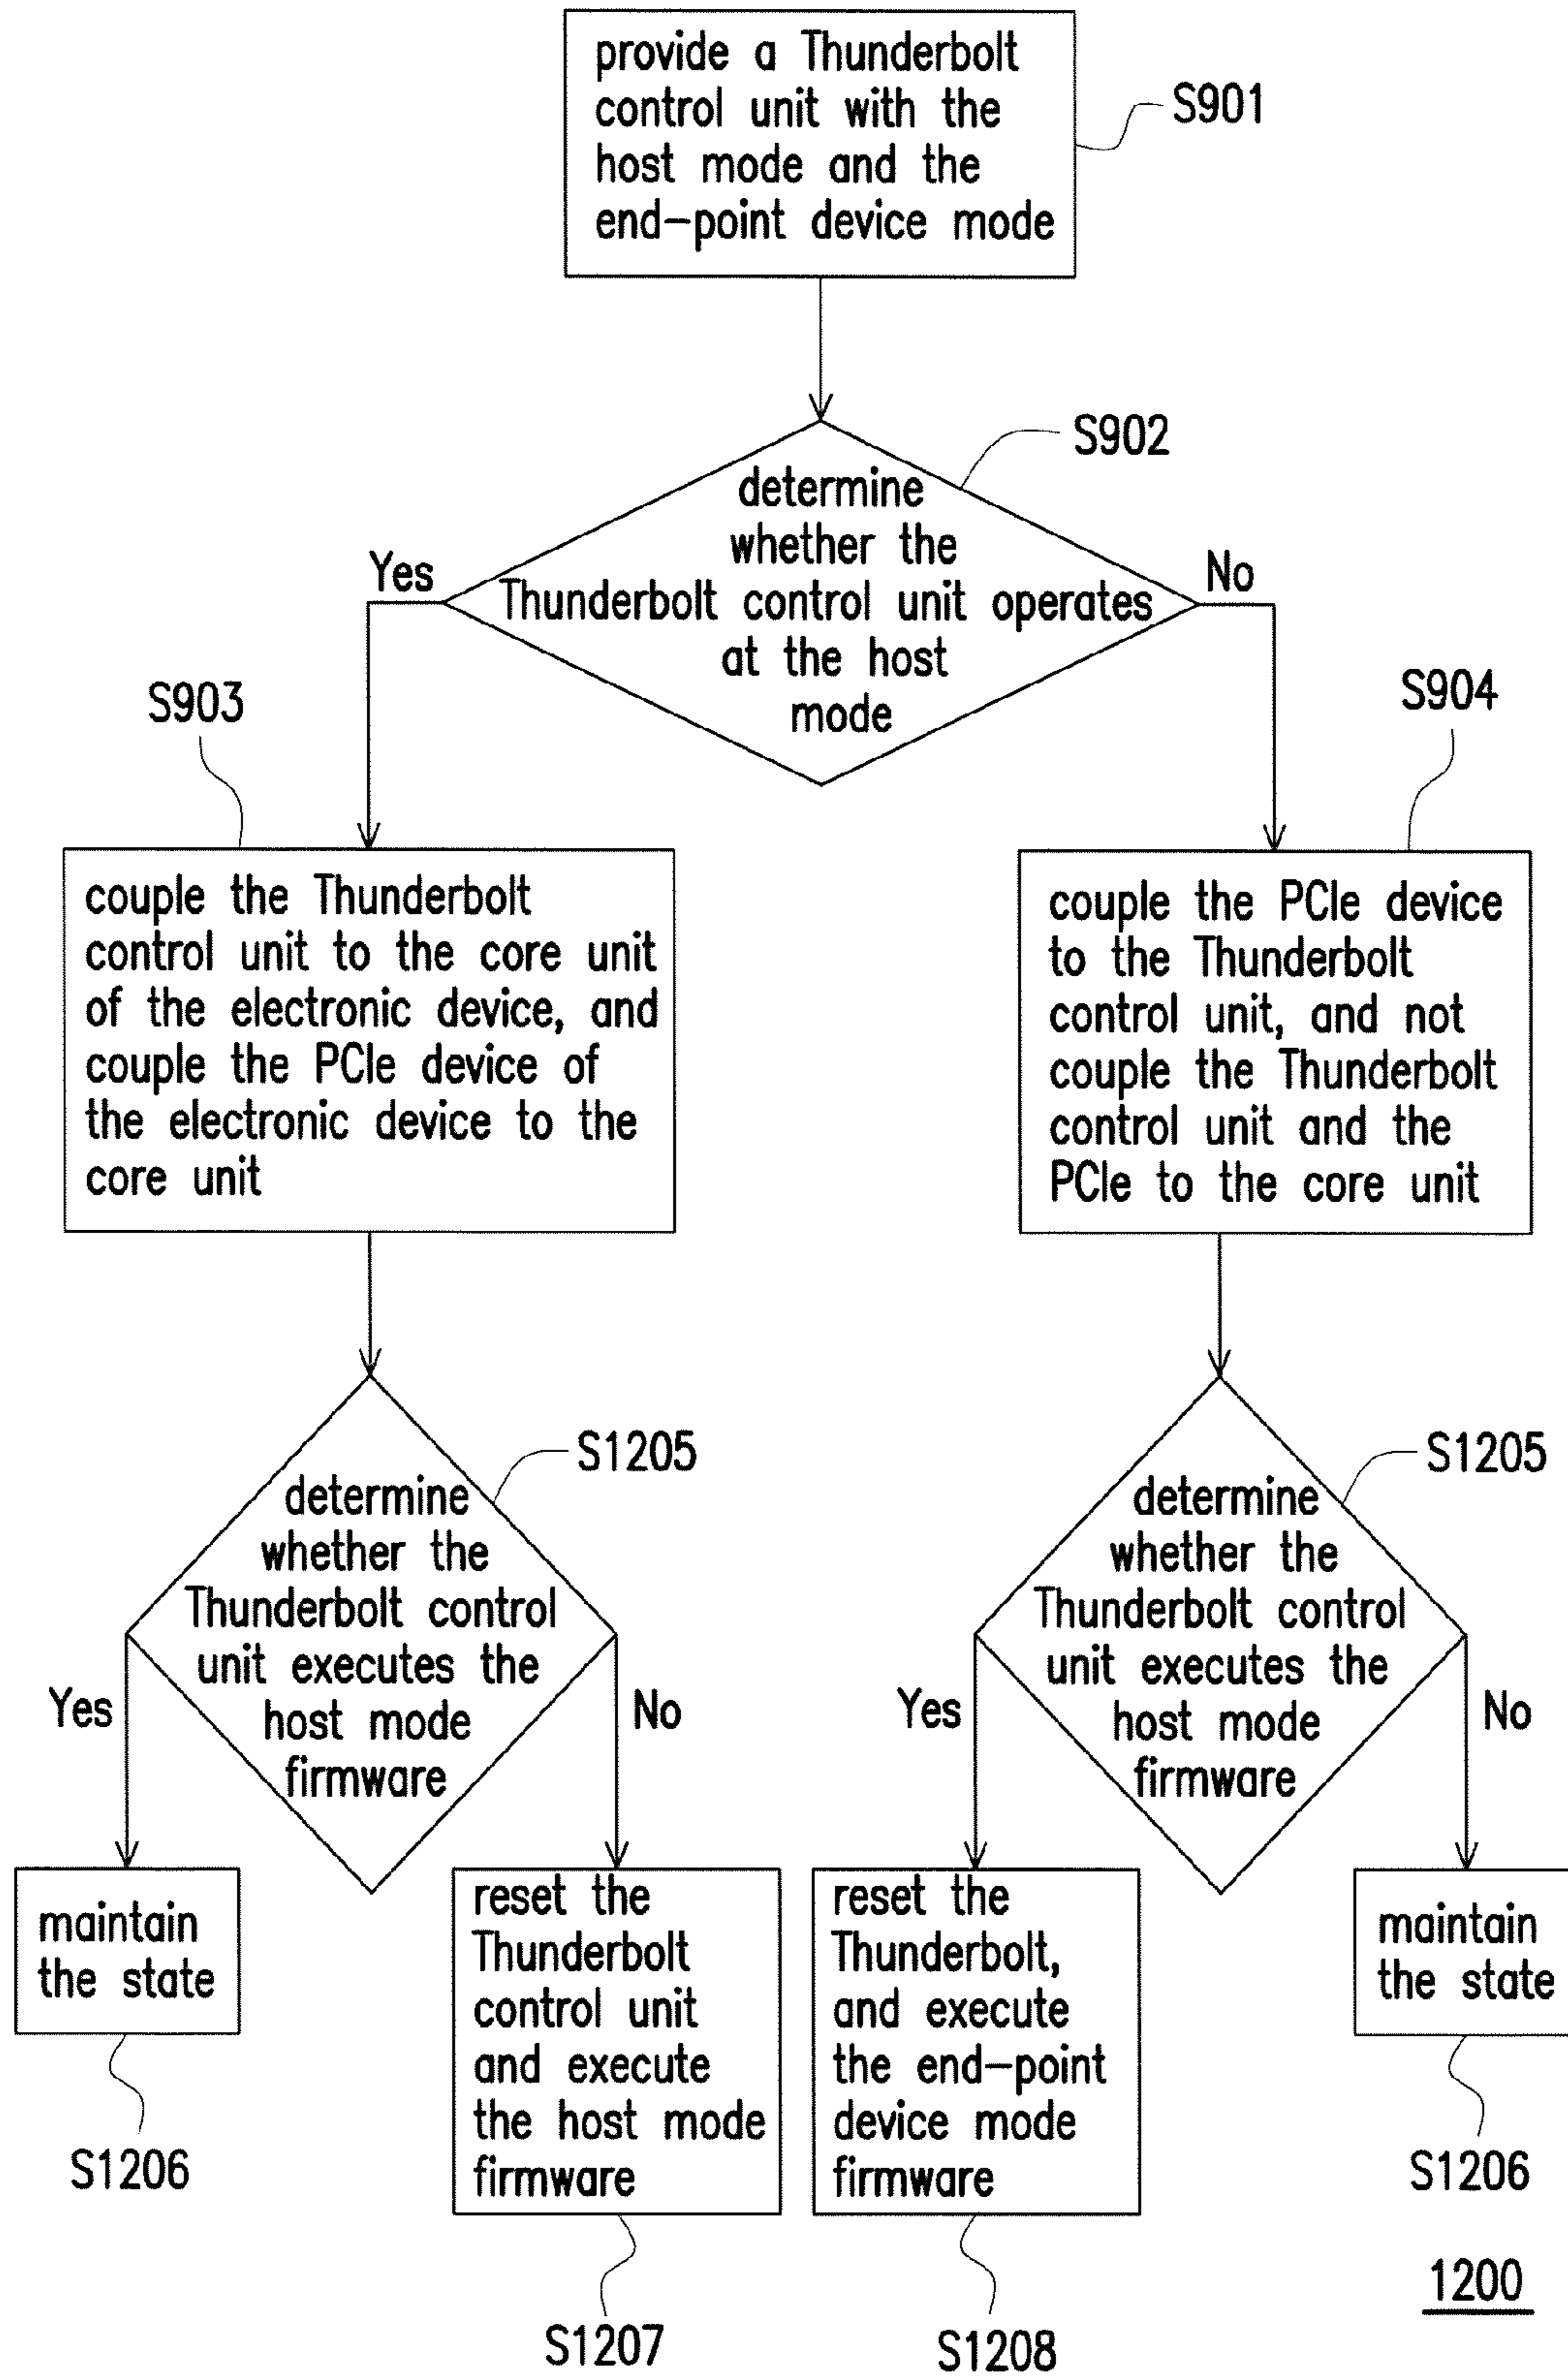 provide a Thunderbolt
control unit with the
host mode and the
end-point device mode
S901
S902
determine
whether the
Thunderbolt control unit operates
at the host
mode
Yes
No
S903
S904
couple the Thunderbolt
control unit to the core unit
of the electronic device, and
couple the PCIe device of
the electronic device to the
core unit
couple the PCIe device
to the Thunderbolt
control unit, and not
couple the Thunderbolt
control unit and the
PCIe to the core unit
S1205
determine
whether the
Thunderbolt control
unit executes the
host mode
firmware
Yes
No
S1205
determine
whether the
Thunderbolt control
unit executes the
host mode
firmware
Yes
No
maintain
the state
S1206
reset the
Thunderbolt
control unit
and execute
the host mode
firmware
S1207
reset the
Thunderbolt,
and execute
the end-point
device mode
firmware
S1208
maintain
the state
S1206
1200